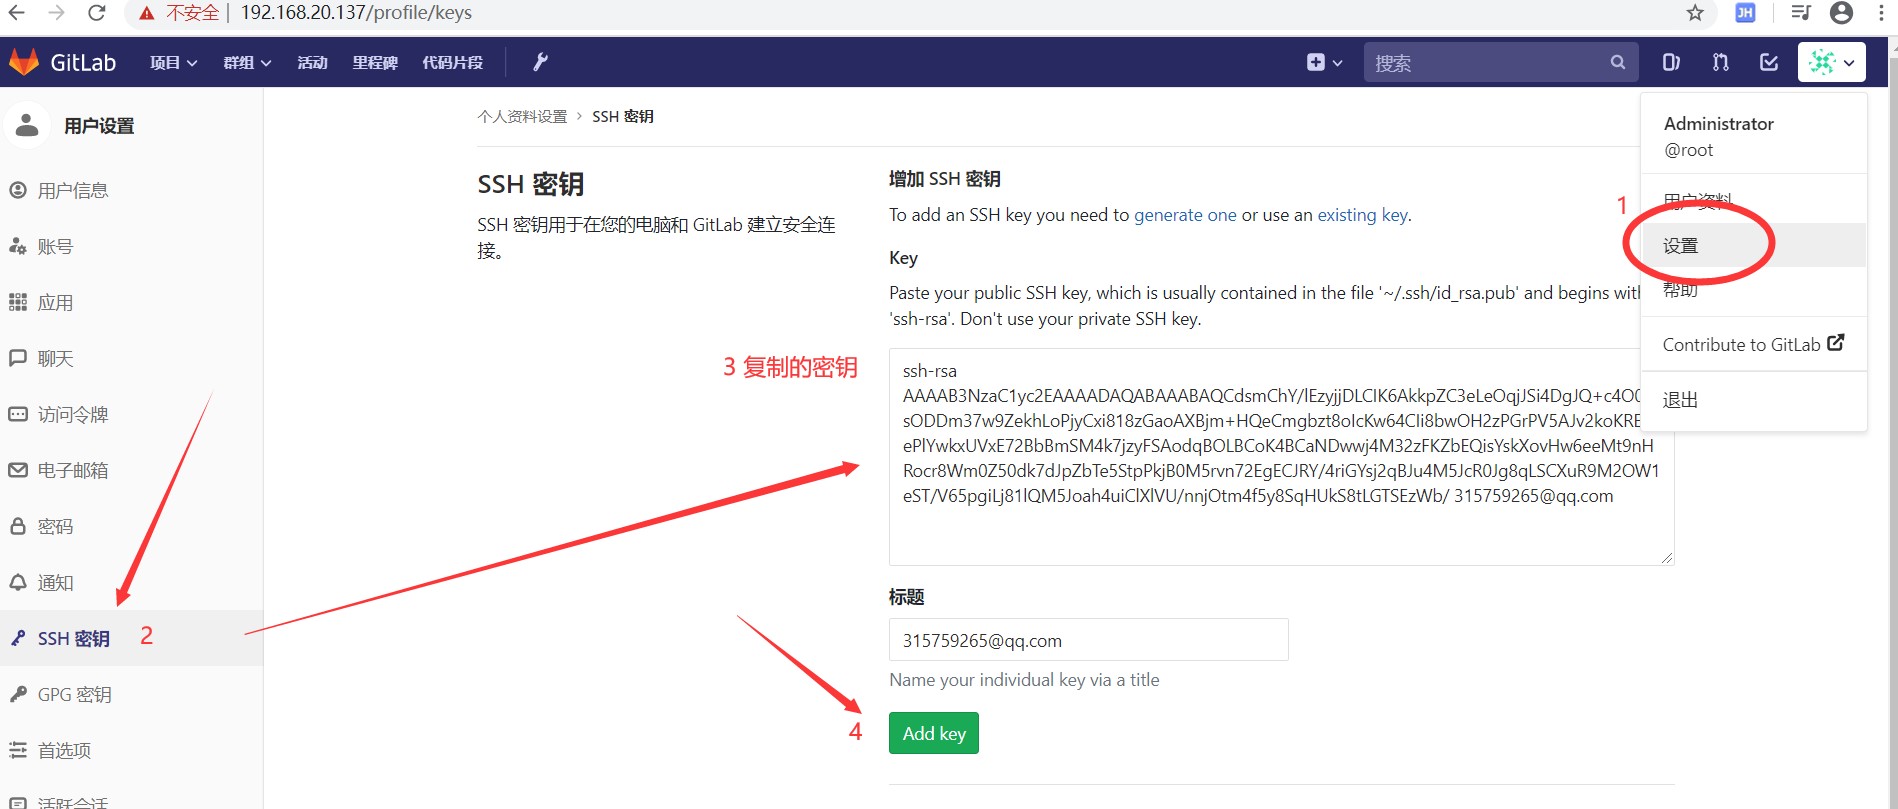 不安全 | 192.168.20.137/profile/keys
JH
GitLab 项目 群组 活动 里程碑 代码片段 搜索
用户设置
用户信息
账号
应用
聊天
访问令牌
电子邮箱
密码
通知
SSH 密钥 2
GPG 密钥
首选项
活跃会话
个人资料设置 › SSH 密钥
SSH 密钥
SSH 密钥用于在您的电脑和 GitLab 建立安全连
接。
增加 SSH 密钥
To add an SSH key you need to generate one or use an existing key.
Key
Paste your public SSH key, which is usually contained in the file '~/.ssh/id_rsa.pub' and begins wit
'ssh-rsa'. Don't use your private SSH key.
3 复制的密钥
ssh-rsa
AAAAB3NzaC1yc2EAAAADAQABAAABAQCdsmChY/lEzyjjDLCIK6AkkpZC3eLeOqjJSi4DgJQ+c4O
sODDm37w9ZekhLoPjyCxi818zGaoAXBjm+HQeCmgbzt8oIcKw64CIi8bwOH2zPGrPV5AJv2koKRE
ePlYwkxUVxE72BbBmSM4k7jzyFSAodqBOLBCoK4BCaNDwwj4M32zFKZbEQisYskXovHw6eeMt9nH
Rocr8Wm0Z50dk7dJpZbTe5StpPkjB0M5rvn72EgECJRY/4riGYsj2qBJu4M5JcR0Jg8qLSCXuR9M2OW1
eST/V65pgiLj81lQM5Joah4uiClXlVU/nnjOtm4f5y8SqHUkS8tLGTSEzWb/ 315759265@qq.com
标题
315759265@qq.com
Name your individual key via a title
4
Add key
Administrator
@root
1
用户资料
设置
帮助
Contribute to GitLab
退出